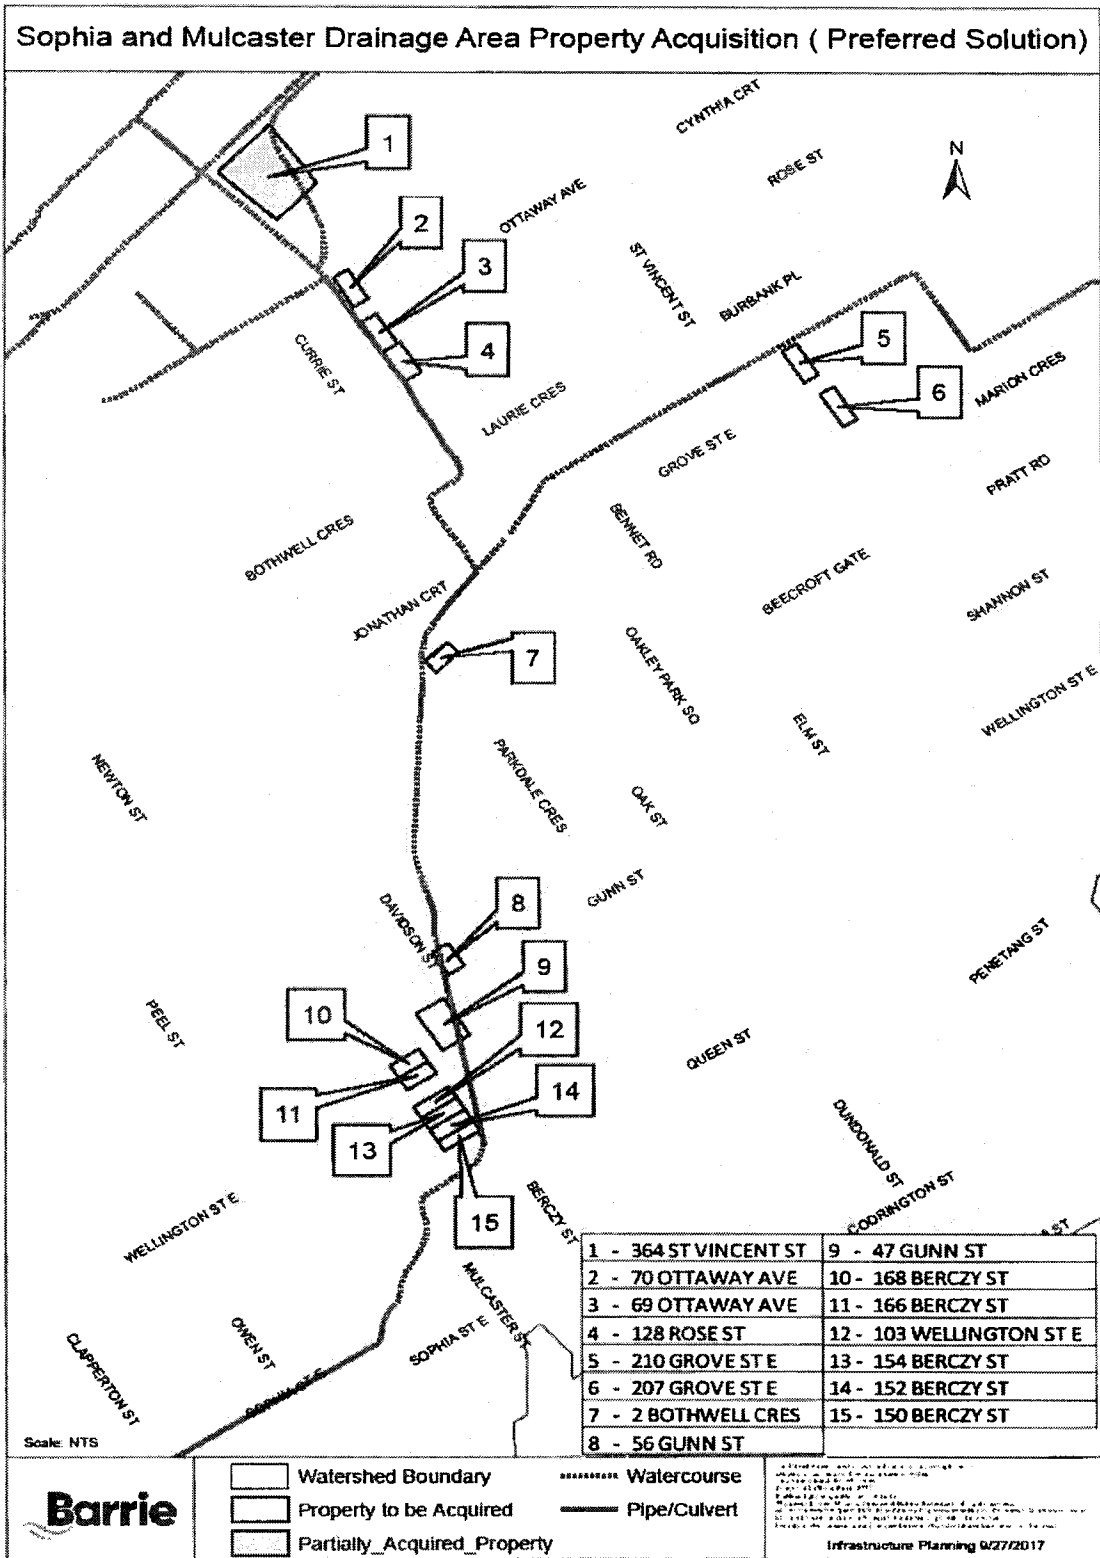 Sophia and Mulcaster Drainage Area Property Acquisition ( Preferred Solution)
CYNTHIA CRT
N
1
ROSE ST
OTTAWAY AVE
2
ST VINCENT ST
3
BURBANK PL
4
5
CURRIE ST
6
MARION CRES
LAURIE CRES
GROVE ST E
PRATT RD
BENNET RD
BOTHWELL CRES
BEECROFT GATE
SHANNON ST
JONATHAN CRT
7
OAKLEY PARK SQ
WELLINGTON ST E
ELM ST
NEWTON ST
PARKDALE CRES
OAK ST
GUNN ST
8
DAVIDSON ST
PENETANG ST
9
10
PEEL ST
12
QUEEN ST
14
11
13
DUNDONALD ST
CODRINGTON ST
BERCZY ST
15
WELLINGTON ST E
ST
MULCASTER ST
SOPHIA ST E
OWEN ST
CLAPPERTON ST
1 - 364 ST VINCENT ST
2 - 70 OTTAWAY AVE
3 - 69 OTTAWAY AVE
4 - 128 ROSE ST
5 - 210 GROVE ST E
6 - 207 GROVE ST E
7 - 2 BOTHWELL CRES
8 - 56 GUNN ST
9 - 47 GUNN ST
10 - 168 BERCZY ST
11 - 166 BERCZY ST
12 - 103 WELLINGTON ST E
13 - 154 BERCZY ST
14 - 152 BERCZY ST
15 - 150 BERCZY ST
Scale: NTS
Barrie
Watershed Boundary
Property to be Acquired
Partially_Acquired_Property
Watercourse
Pipe/Culvert
Infrastructure Planning 9/27/2017